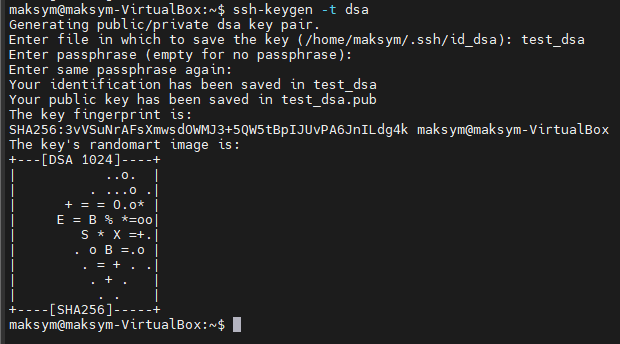 maksym@maksym-VirtualBox:~$ ssh-keygen -t dsa
Generating public/private dsa key pair.
Enter file in which to save the key (/home/maksym/.ssh/id_dsa): test_dsa
Enter passphrase (empty for no passphrase):
Enter same passphrase again:
Your identification has been saved in test_dsa
Your public key has been saved in test_dsa.pub
The key fingerprint is:
SHA256:3vVSuNrAFsXmwsdOWMJ3+5QW5tBpIJUvPA6JnILdg4k maksym@maksym-VirtualBox
The key's randomart image is:
+---[DSA 1024]----+
|           ..o.  |
|         . ...o .|
|      + = = O.o* |
|     E = B % *=oo|
|        S * X =+.|
|       . o B =.o |
|        . = + . .|
|         . + .   |
|          . .    |
+----[SHA256]-----+
maksym@maksym-VirtualBox:~$